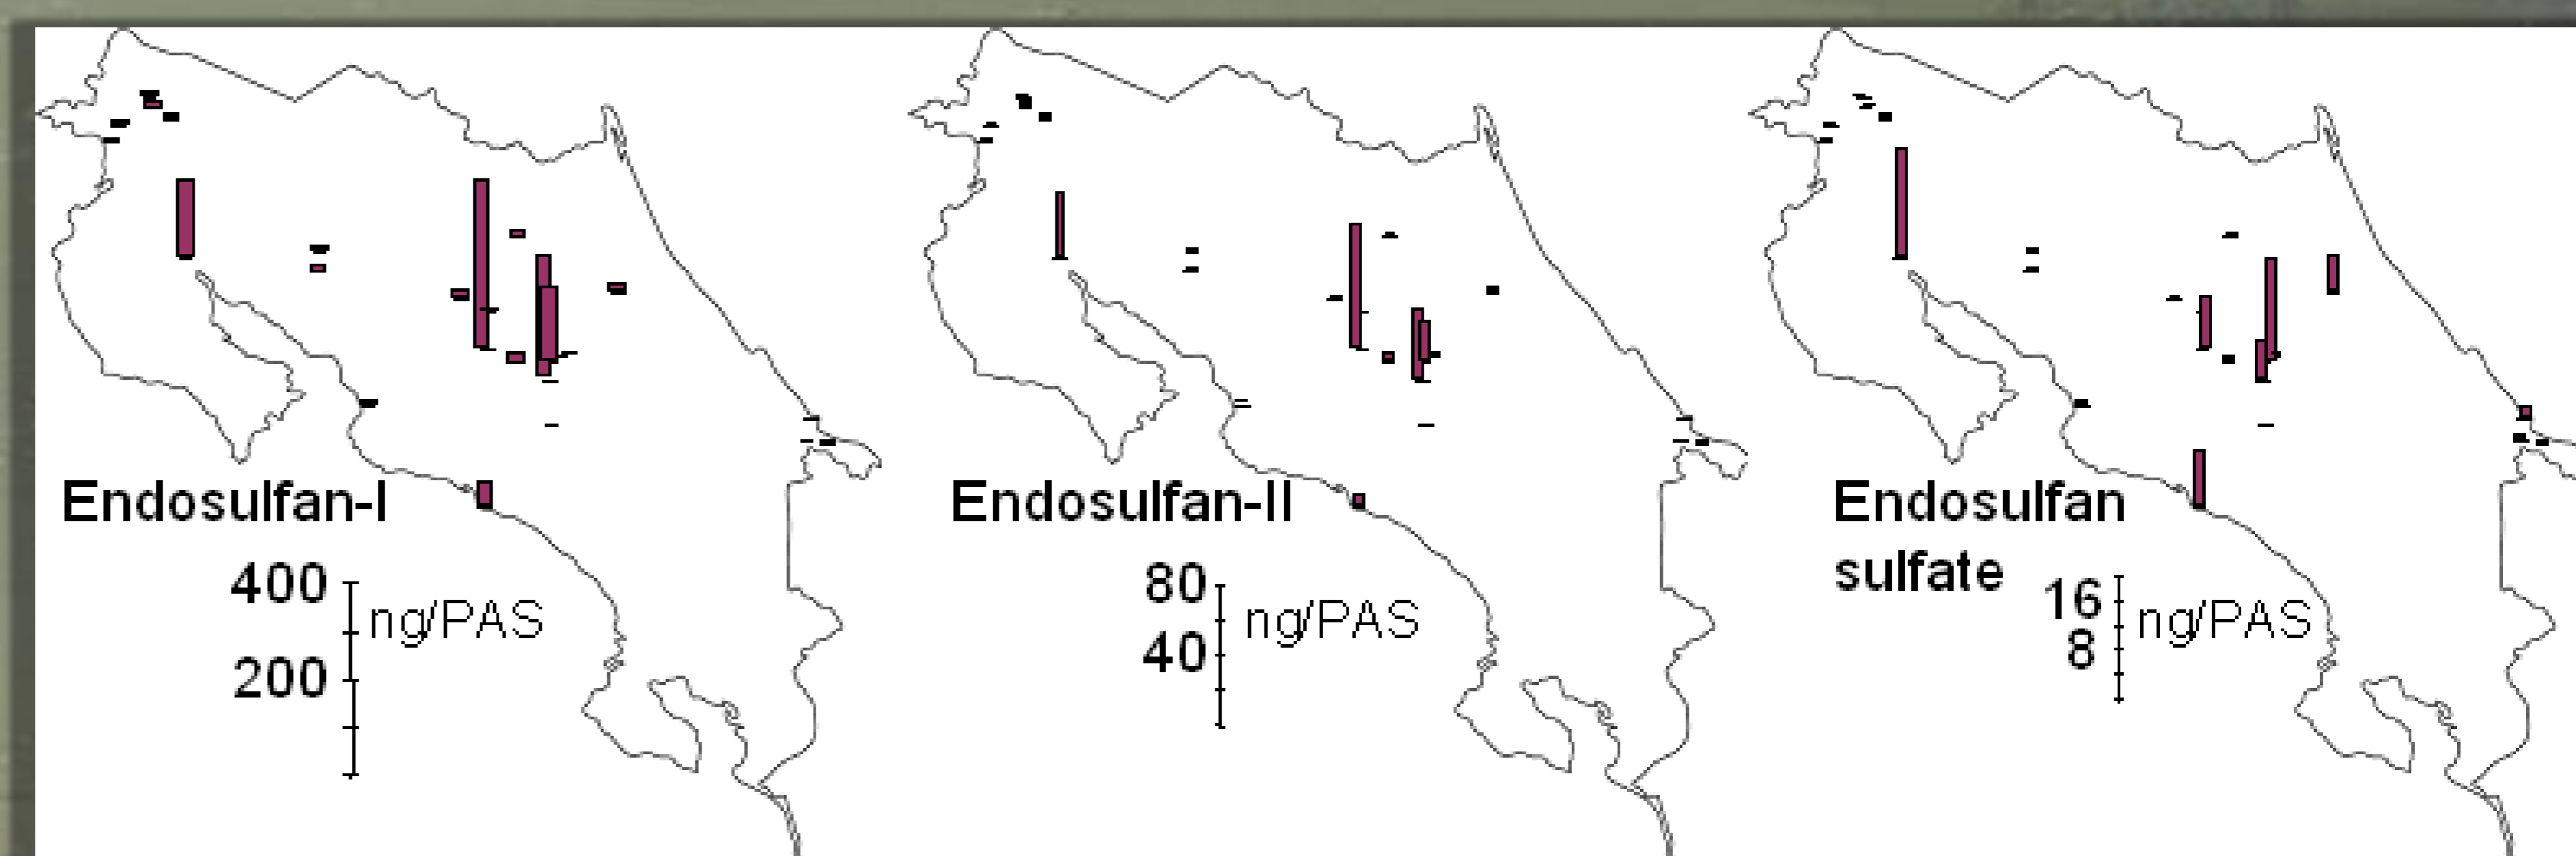 Endosulfan-I
400
ng/PAS
200
Endosulfan-II
80
ng/PAS
40
Endosulfan
sulfate
16
ng/PAS
8